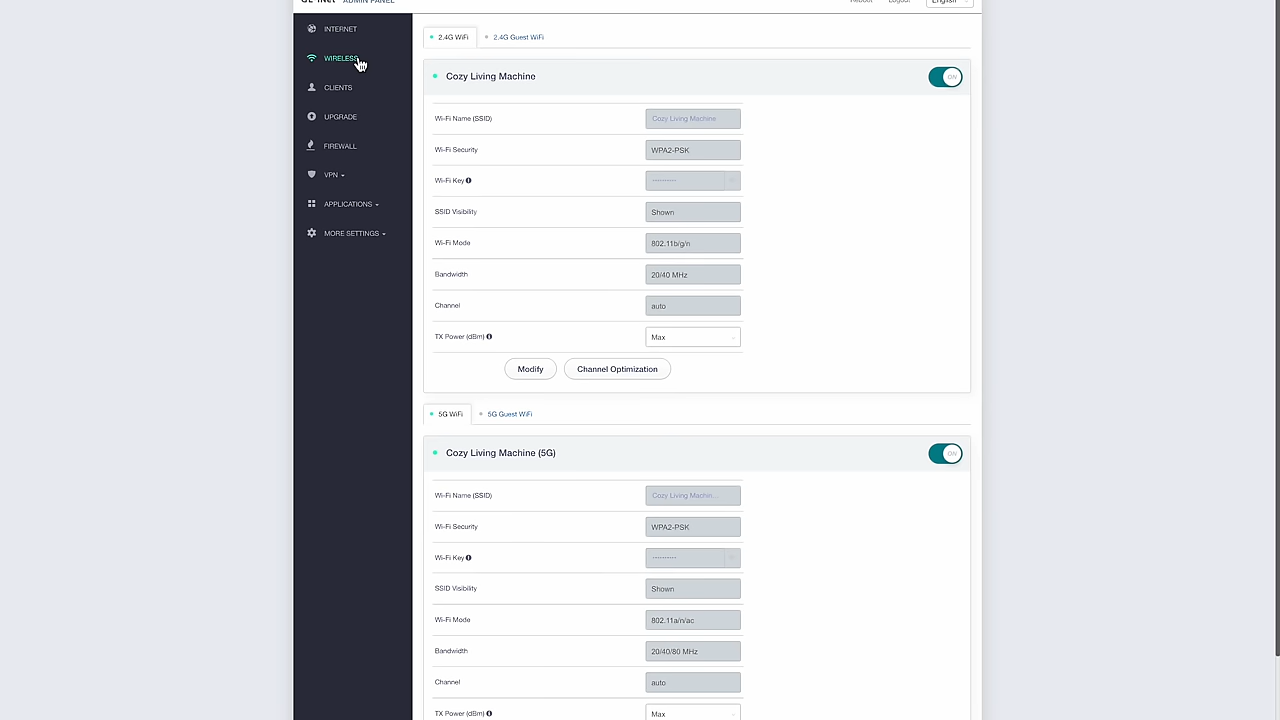 GL·iNet ADMIN PANEL Reboot Logout English
INTERNET
WIRELESS
CLIENTS
UPGRADE
FIREWALL
VPN
APPLICATIONS
MORE SETTINGS
2.4G WiFi 2.4G Guest WiFi
Cozy Living Machine ON
Wi-Fi Name (SSID) Cozy Living Machine
Wi-Fi Security WPA2-PSK
Wi-Fi Key ----------
SSID Visibility Shown
Wi-Fi Mode 802.11b/g/n
Bandwidth 20/40 MHz
Channel auto
TX Power (dBm) Max
Modify Channel Optimization
5G WiFi 5G Guest WiFi
Cozy Living Machine (5G) ON
Wi-Fi Name (SSID) Cozy Living Machin...
Wi-Fi Security WPA2-PSK
Wi-Fi Key ----------
SSID Visibility Shown
Wi-Fi Mode 802.11a/n/ac
Bandwidth 20/40/80 MHz
Channel auto
TX Power (dBm) Max